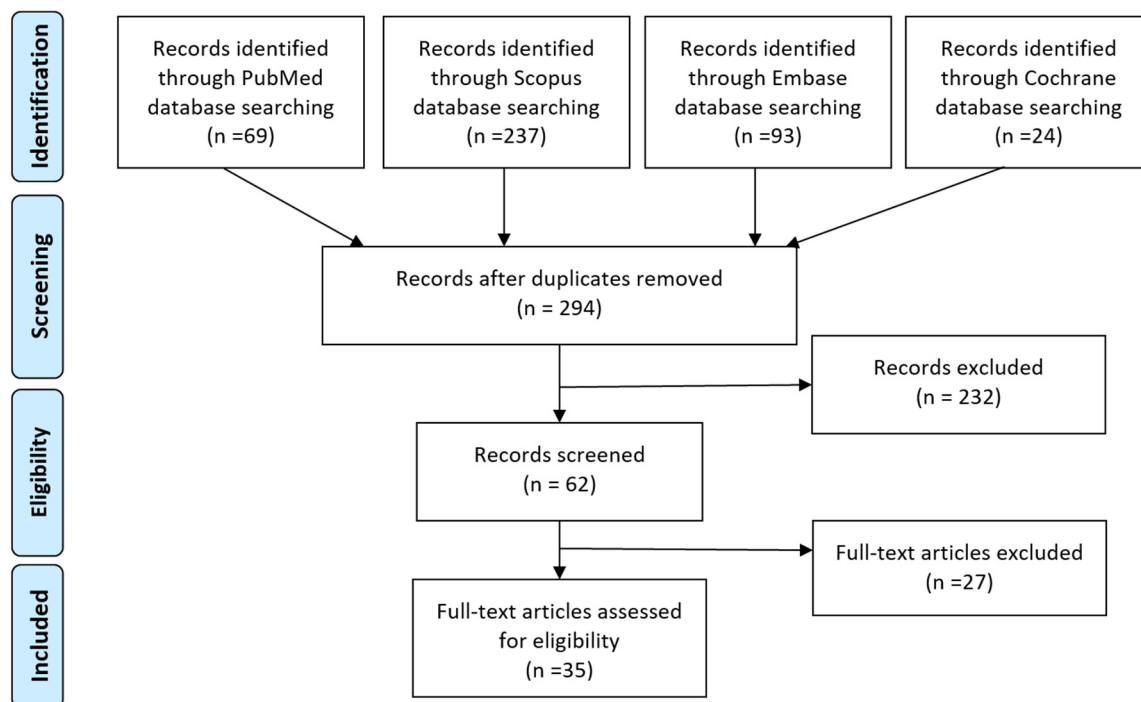 Identification
Records identified
through PubMed
database searching
(n =69)
Records identified
through Scopus
database searching
(n =237)
Records identified
through Embase
database searching
(n =93)
Records identified
through Cochrane
database searching
(n =24)
Screening
Records after duplicates removed
(n = 294)
Records excluded
(n = 232)
Eligibility
Records screened
(n = 62)
Full-text articles excluded
(n =27)
Included
Full-text articles assessed
for eligibility
(n =35)